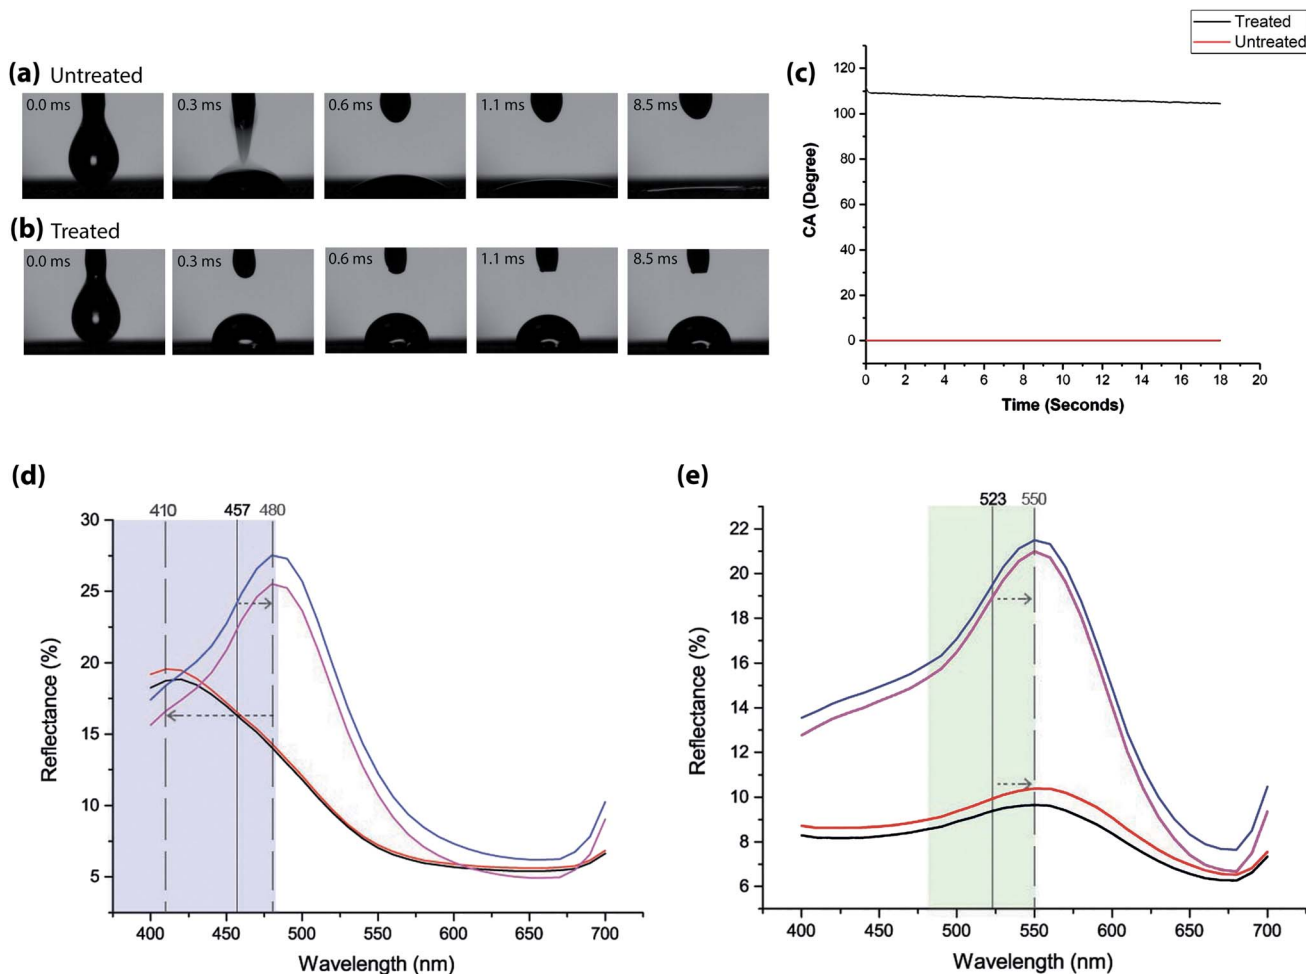 Treated
Untreated
(a) Untreated
0.0 ms 0.3 ms 0.6 ms 1.1 ms 8.5 ms
(b) Treated
0.0 ms 0.3 ms 0.6 ms 1.1 ms 8.5 ms
(c)
CA (Degree)
120
100
80
60
40
20
0
0 2 4 6 8 10 12 14 16 18 20
Time (Seconds)
(d)
410 457 480
Reflectance (%)
30
25
20
15
10
5
400 450 500 550 600 650 700
Wavelength (nm)
(e)
523 550
Reflectance (%)
22
20
18
16
14
12
10
8
6
400 450 500 550 600 650 700
Wavelength (nm)